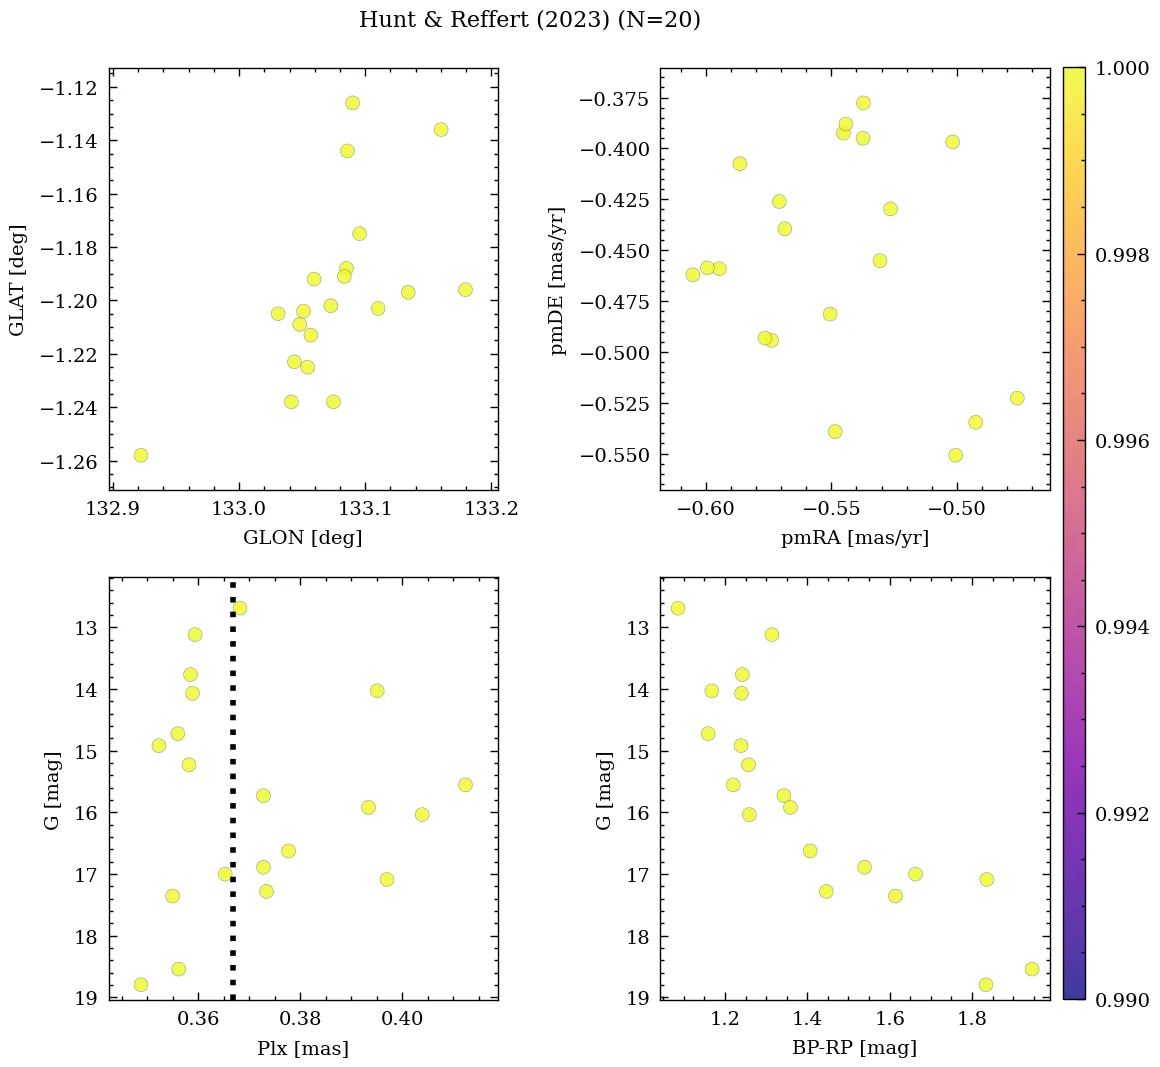 Hunt & Reffert (2023) (N=20)
−1.12
−1.14
−1.16
−1.18
−1.20
−1.22
−1.24
−1.26
GLAT [deg]
132.9 133.0 133.1 133.2
GLON [deg]
−0.375
−0.400
−0.425
−0.450
−0.475
−0.500
−0.525
−0.550
pmDE [mas/yr]
−0.60 −0.55 −0.50
pmRA [mas/yr]
13
14
15
16
17
18
19
G [mag]
0.36 0.38 0.40
Plx [mas]
13
14
15
16
17
18
19
G [mag]
1.2 1.4 1.6 1.8
BP-RP [mag]
1.000
0.998
0.996
0.994
0.992
0.990